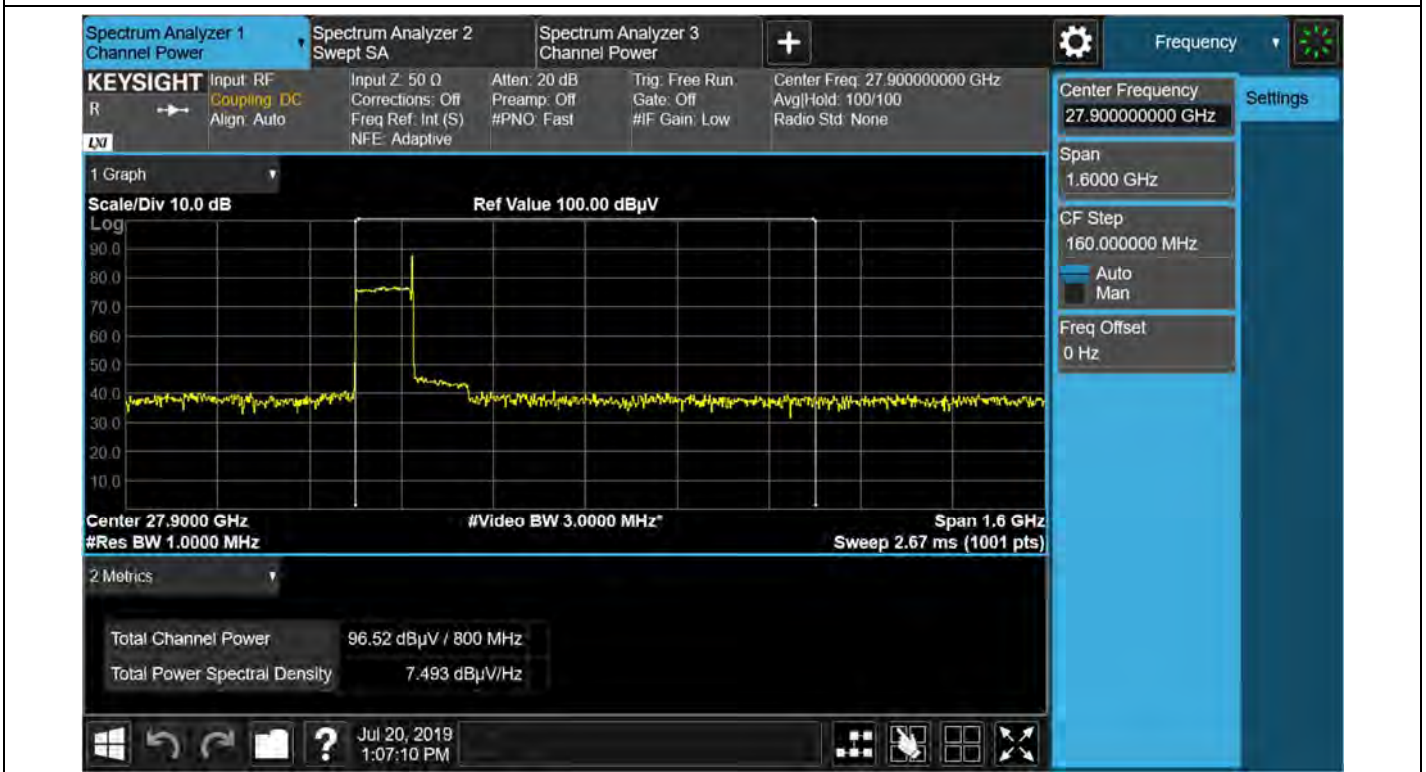 Spectrum Analyzer 1
Channel Power
Spectrum Analyzer 2
Swept SA
Spectrum Analyzer 3
Channel Power
Frequency
KEYSIGHT
R
LXI
Input: RF
Coupling: DC
Align: Auto
Input Z: 50 Ω
Corrections: Off
Freq Ref: Int (S)
NFE: Adaptive
Atten: 20 dB
Preamp: Off
#PNO: Fast
Trig: Free Run
Gate: Off
#IF Gain: Low
Center Freq: 27.900000000 GHz
Avg|Hold: 100/100
Radio Std: None
Center Frequency
27.900000000 GHz
Settings
Span
1.6000 GHz
CF Step
160.000000 MHz
Auto
Man
Freq Offset
0 Hz
1 Graph
Scale/Div 10.0 dB
Ref Value 100.00 dBµV
Log
90.0
80.0
70.0
60.0
50.0
40.0
30.0
20.0
10.0
Center 27.9000 GHz
#Video BW 3.0000 MHz*
Span 1.6 GHz
#Res BW 1.0000 MHz
Sweep 2.67 ms (1001 pts)
2 Metrics
Total Channel Power 96.52 dBµV / 800 MHz
Total Power Spectral Density 7.493 dBµV/Hz
?
Jul 20, 2019
1:07:10 PM